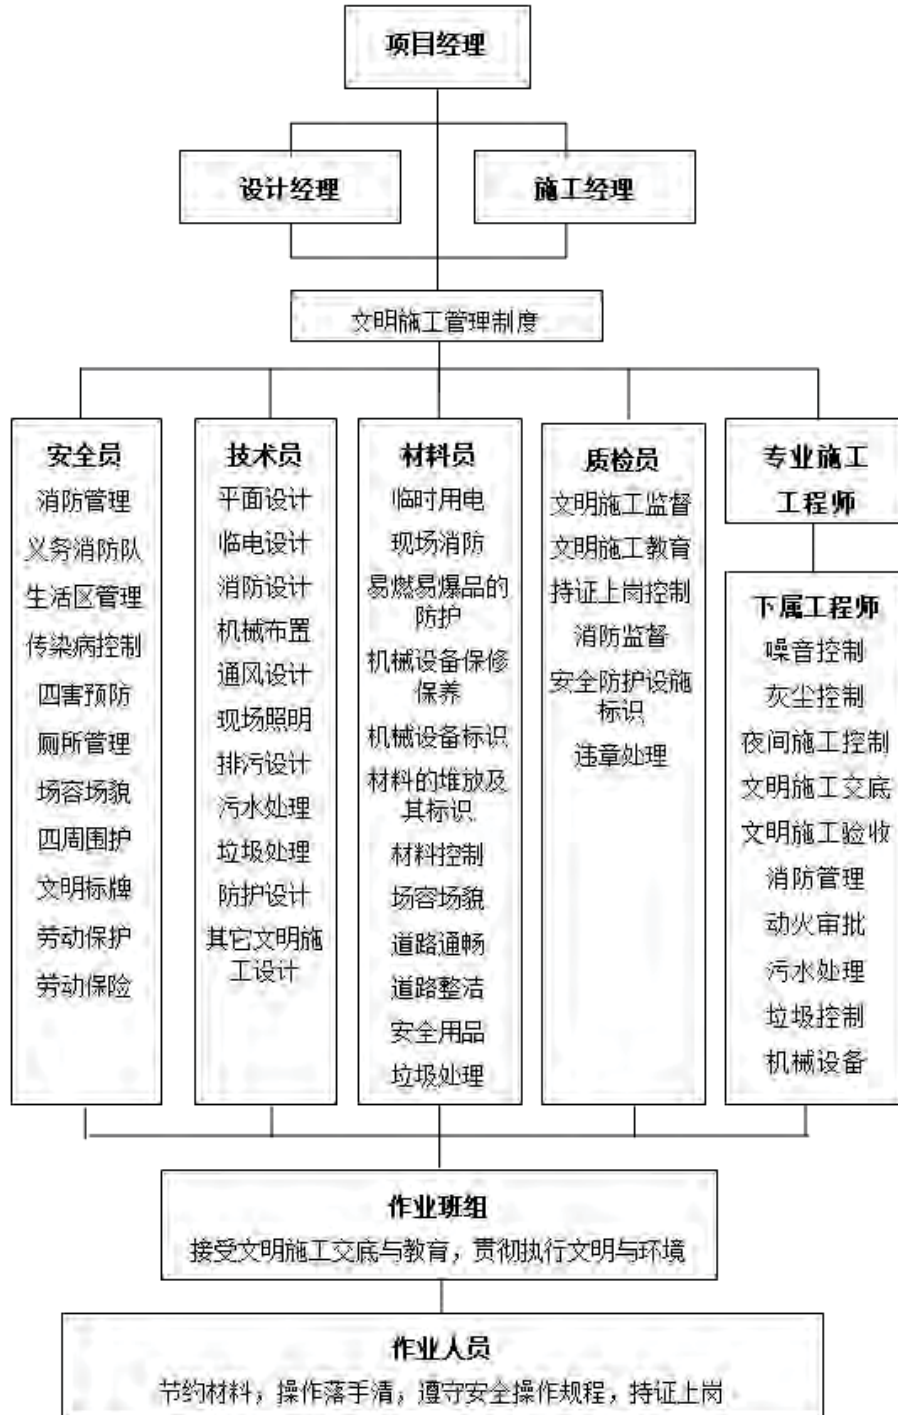 项目经理
设计经理
施工经理
文明施工管理制度
安全员
消防管理
义务消防队
生活区管理
传染病控制
四害预防
厕所管理
场容场貌
四周围护
文明标牌
劳动保护
劳动保险
技术员
平面设计
临电设计
消防设计
机械布置
通风设计
现场照明
排污设计
污水处理
垃圾处理
防护设计
其它文明施
工设计
材料员
临时用电
现场消防
易燃易爆品的
防护
机械设备保修
保养
机械设备标识
材料的堆放及
其标识
材料控制
场容场貌
道路通畅
道路整洁
安全用品
垃圾处理
质检员
文明施工监督
文明施工教育
持证上岗控制
消防监督
安全防护设施
标识
违章处理
专业施工
工程师
下属工程师
噪音控制
灰尘控制
夜间施工控制
文明施工交底
文明施工验收
消防管理
动火审批
污水处理
垃圾控制
机械设备
作业班组
接受文明施工交底与教育，贯彻执行文明与环境
作业人员
节约材料，操作落手清，遵守安全操作规程，持证上岗